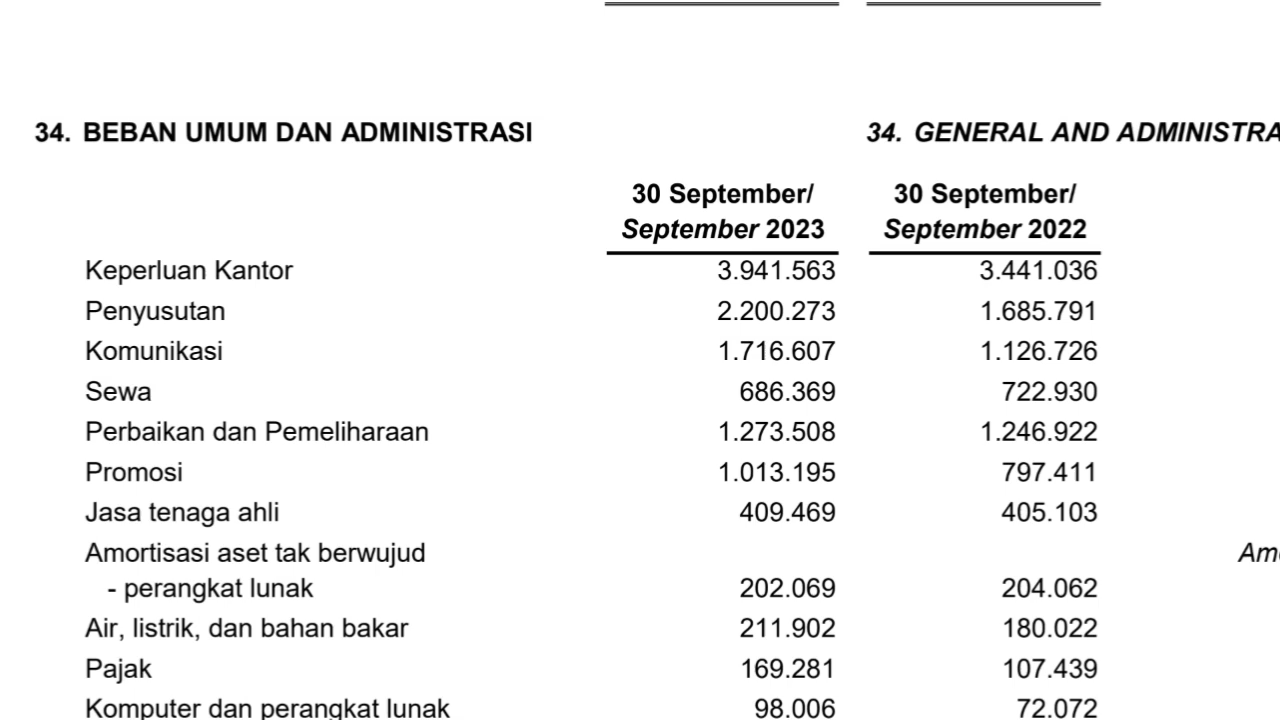 34. BEBAN UMUM DAN ADMINISTRASI 34. GENERAL AND
30 September/ 30 September/
September 2023 September 2022
Keperluan Kantor 3.941.563 3.441.036
Penyusutan 2.200.273 1.685.791
Komunikasi 1.716.607 1.126.726
Sewa 686.369 722.930
Perbaikan dan Pemeliharaan 1.273.508 1.246.922
Promosi 1.013.195 797.411
Jasa tenaga ahli 409.469 405.103
Amortisasi aset tak berwujud
- perangkat lunak 202.069 204.062
Air, listrik, dan bahan bakar 211.902 180.022
Pajak 169.281 107.439
Komputer dan perangkat lunak 98.006 72.072